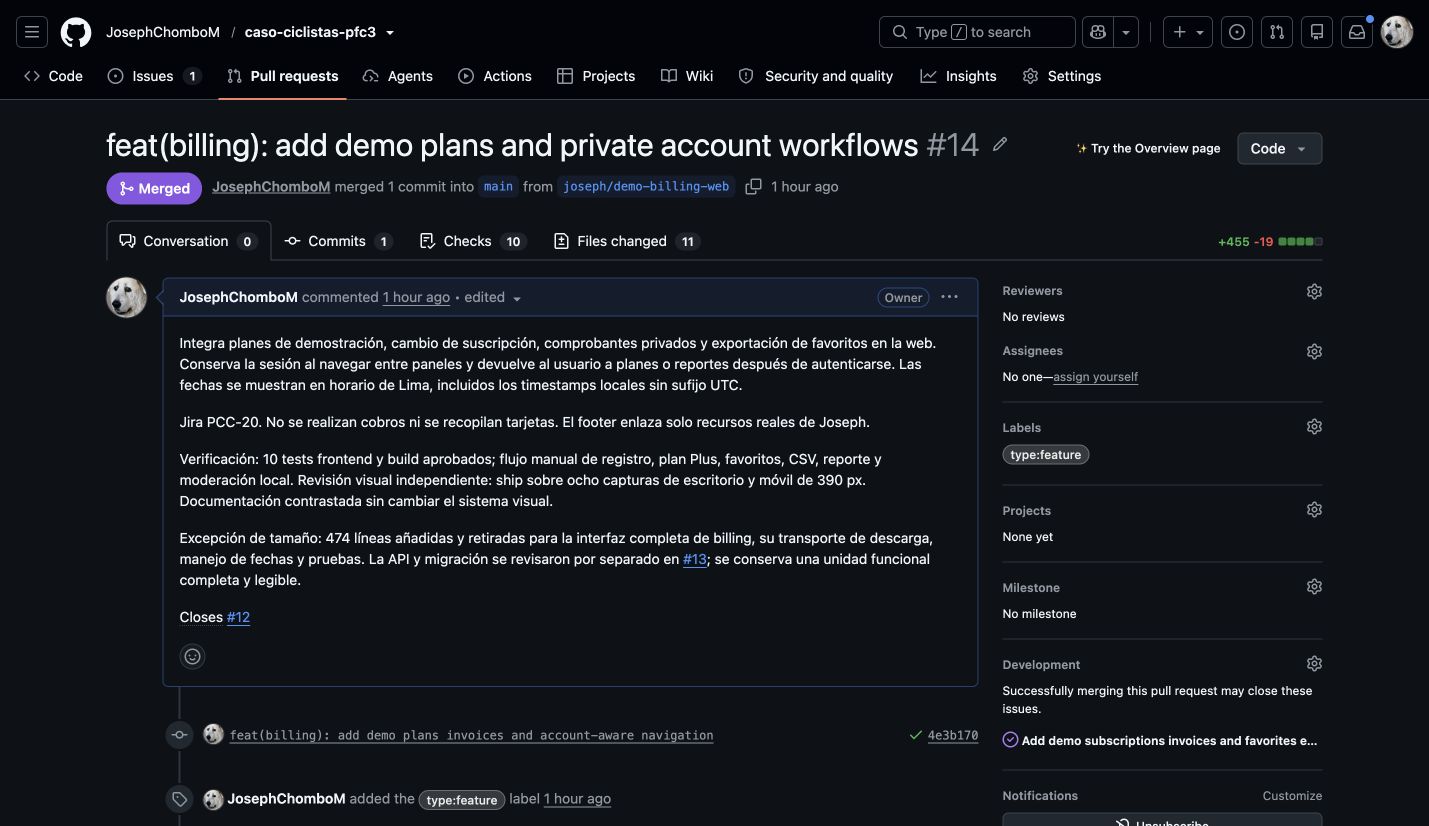 JosephChomboM / caso-ciclistas-pfc3
Type / to search
Code
Issues 1
Pull requests
Agents
Actions
Projects
Wiki
Security and quality
Insights
Settings
feat(billing): add demo plans and private account workflows #14
Try the Overview page
Code
Merged
JosephChomboM merged 1 commit into main from joseph/demo-billing-web 1 hour ago
Conversation 0
Commits 1
Checks 10
Files changed 11
+455 -19
JosephChomboM commented 1 hour ago • edited
Owner
Integra planes de demostración, cambio de suscripción, comprobantes privados y exportación de favoritos en la web.
Conserva la sesión al navegar entre paneles y devuelve al usuario a planes o reportes después de autenticarse. Las
fechas se muestran en horario de Lima, incluidos los timestamps locales sin sufijo UTC.
Jira PCC-20. No se realizan cobros ni se recopilan tarjetas. El footer enlaza solo recursos reales de Joseph.
Verificación: 10 tests frontend y build aprobados; flujo manual de registro, plan Plus, favoritos, CSV, reporte y
moderación local. Revisión visual independiente: ship sobre ocho capturas de escritorio y móvil de 390 px.
Documentación contrastada sin cambiar el sistema visual.
Excepción de tamaño: 474 líneas añadidas y retiradas para la interfaz completa de billing, su transporte de descarga,
manejo de fechas y pruebas. La API y migración se revisaron por separado en #13; se conserva una unidad funcional
completa y legible.
Closes #12
feat(billing): add demo plans invoices and account-aware navigation
4e3b170
JosephChomboM added the type:feature label 1 hour ago
Reviewers
No reviews
Assignees
No one—assign yourself
Labels
type:feature
Projects
None yet
Milestone
No milestone
Development
Successfully merging this pull request may close these
issues.
Add demo subscriptions invoices and favorites e...
Notifications
Customize
Unsubscribe